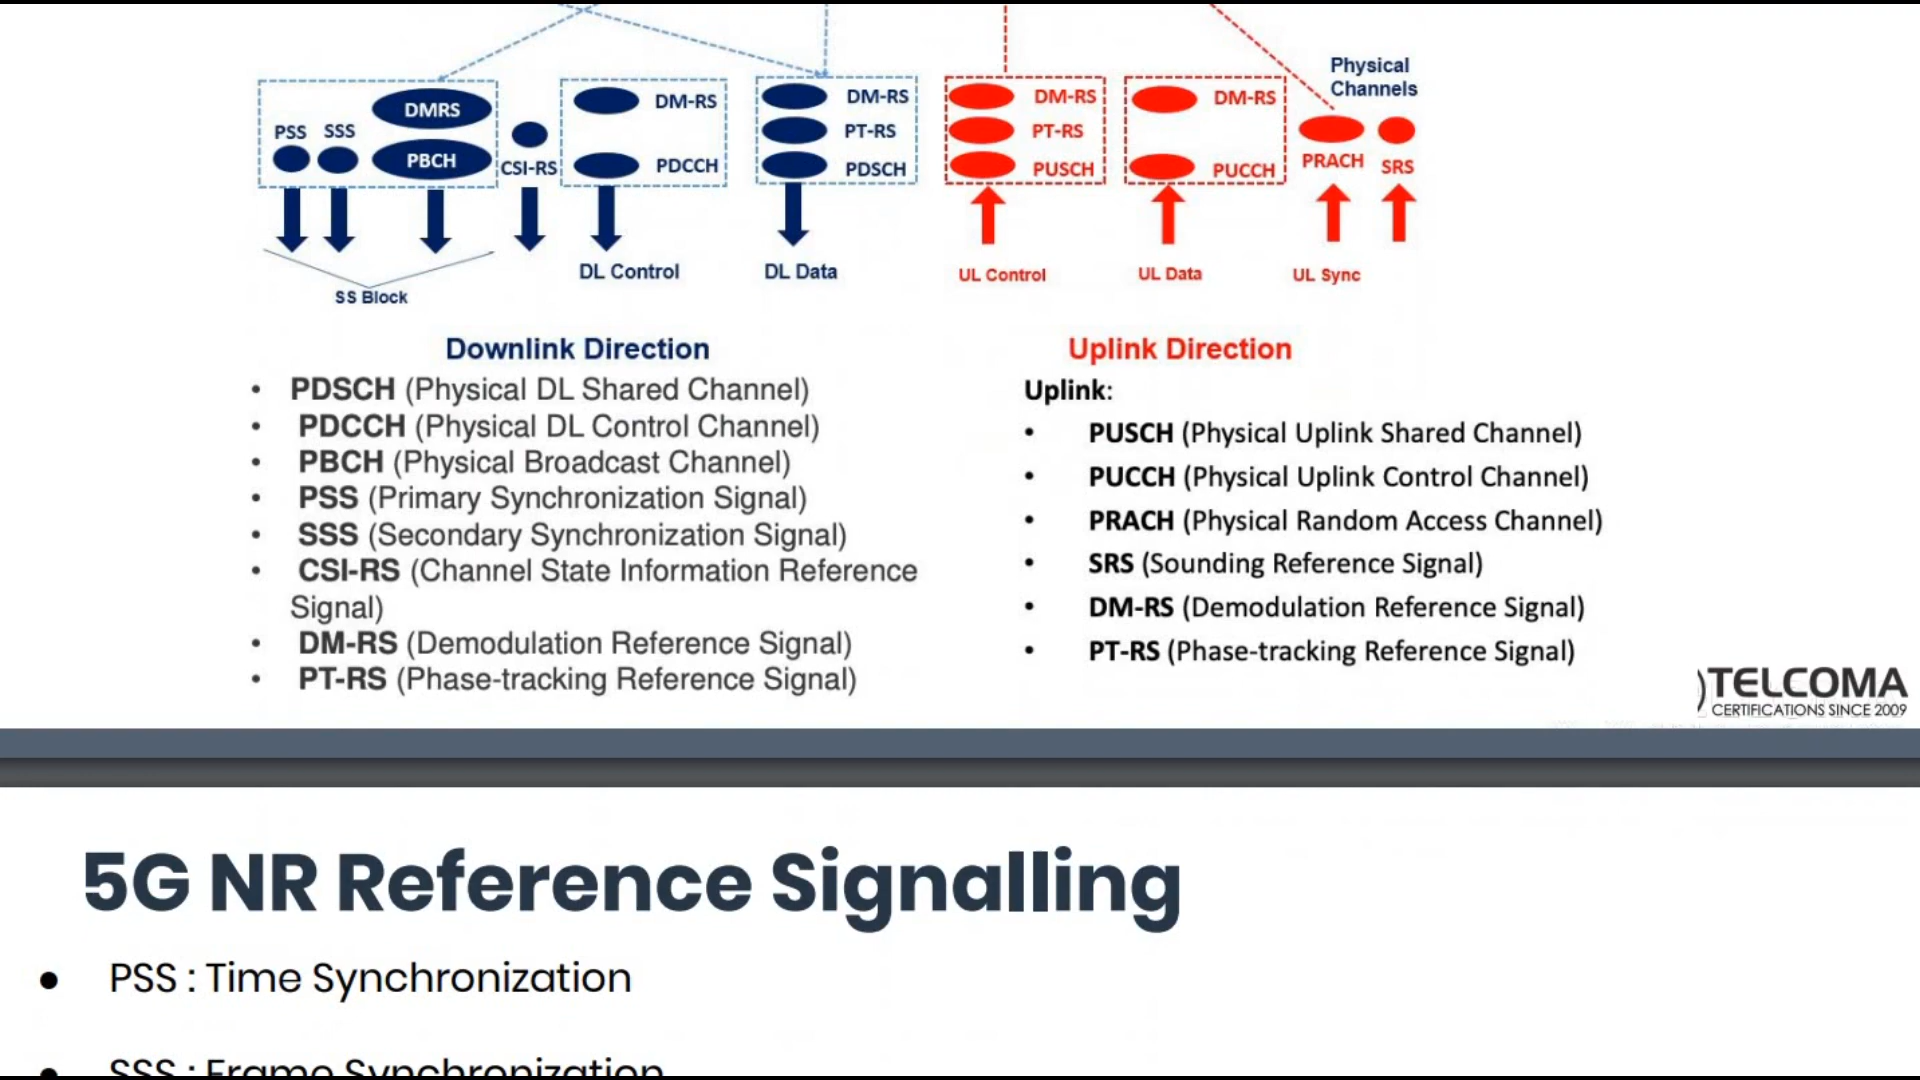 Physical
Channels
DMRS
DM-RS
DM-RS
DM-RS
DM-RS
PSS
SSS
PT-RS
PT-RS
PBCH
CSI-RS
PDCCH
PDSCH
PUSCH
PUCCH
PRACH
SRS
DL Control
DL Data
UL Control
UL Data
UL Sync
SS Block
Downlink Direction
• PDSCH (Physical DL Shared Channel)
• PDCCH (Physical DL Control Channel)
• PBCH (Physical Broadcast Channel)
• PSS (Primary Synchronization Signal)
• SSS (Secondary Synchronization Signal)
• CSI-RS (Channel State Information Reference
Signal)
• DM-RS (Demodulation Reference Signal)
• PT-RS (Phase-tracking Reference Signal)
Uplink Direction
Uplink:
• PUSCH (Physical Uplink Shared Channel)
• PUCCH (Physical Uplink Control Channel)
• PRACH (Physical Random Access Channel)
• SRS (Sounding Reference Signal)
• DM-RS (Demodulation Reference Signal)
• PT-RS (Phase-tracking Reference Signal)
TELCOMA
CERTIFICATIONS SINCE 2009
5G NR Reference Signalling
• PSS : Time Synchronization
• SSS : Frame Synchronization